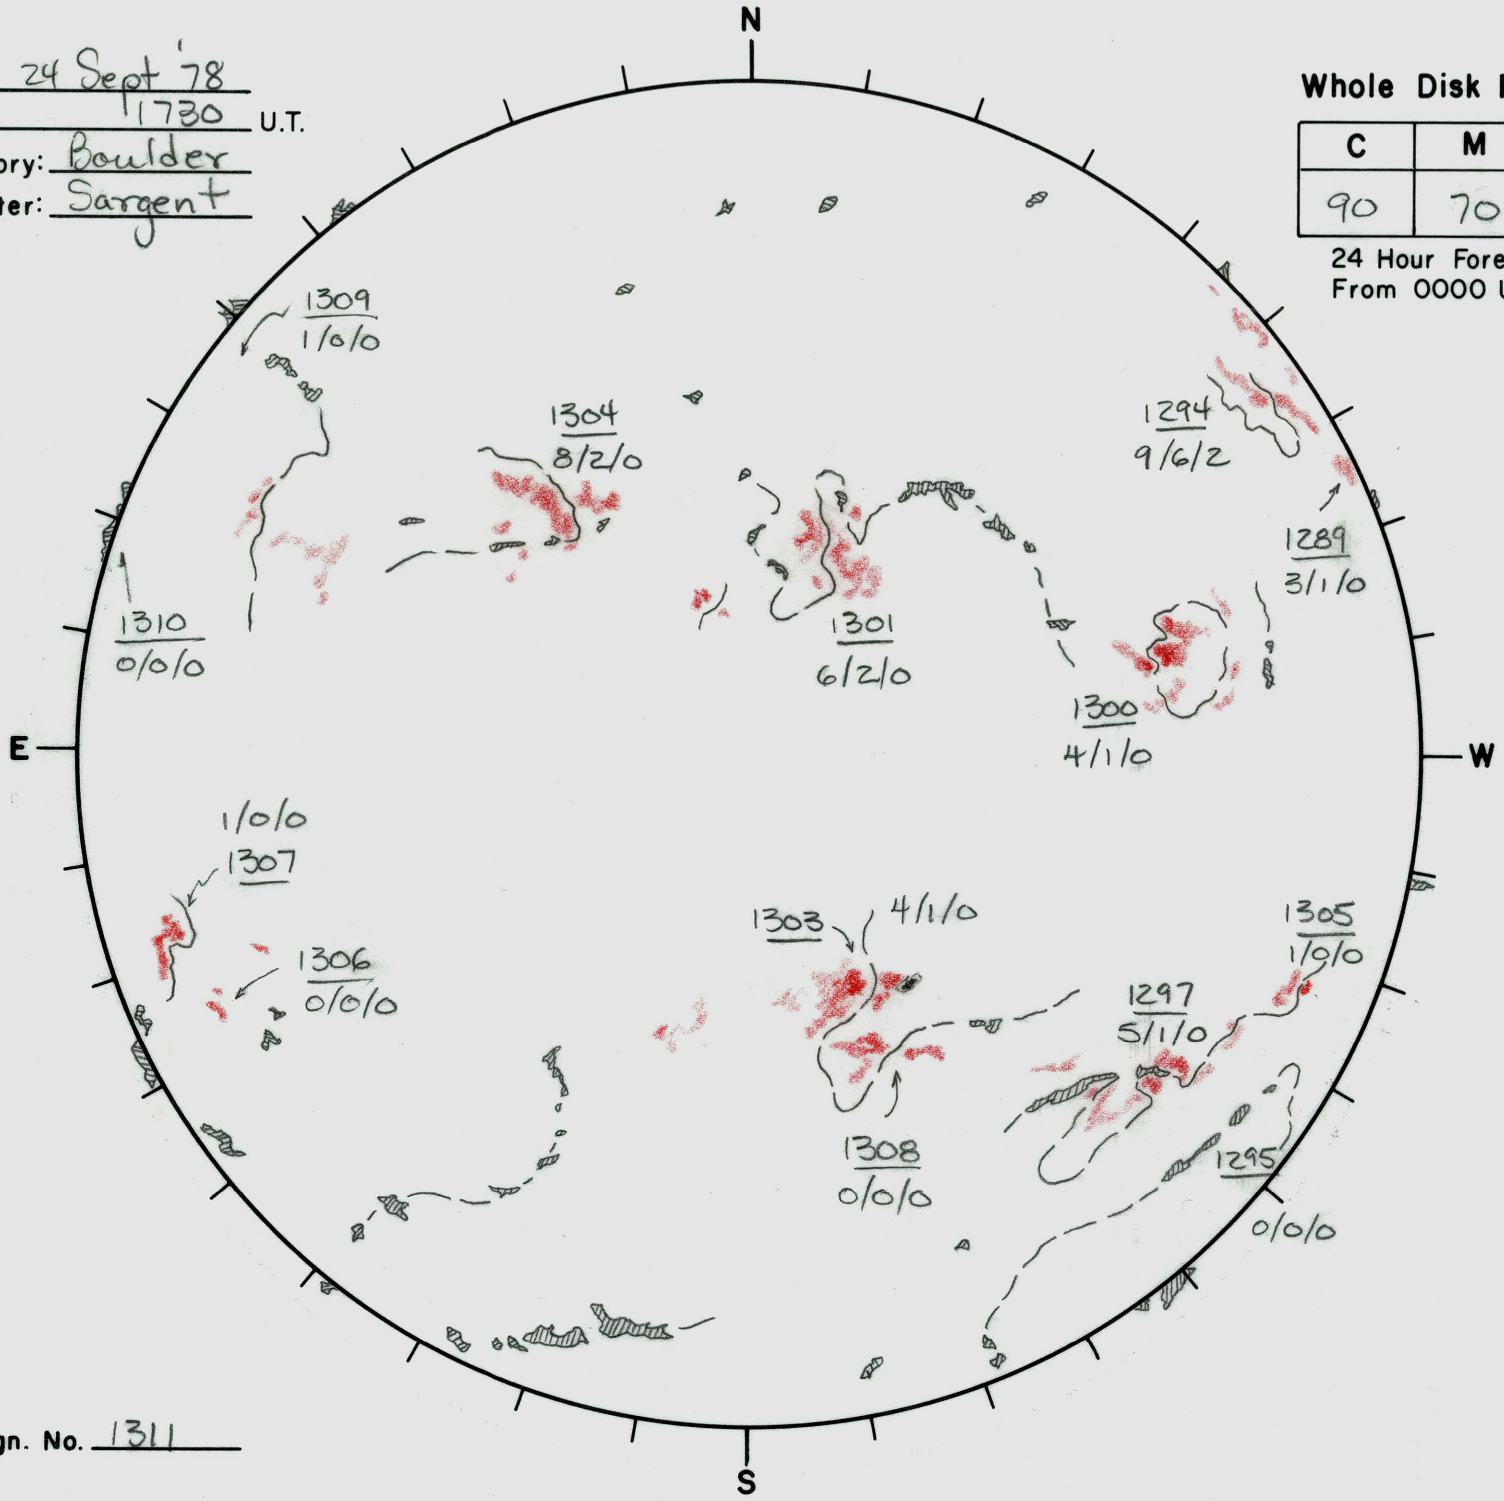 N
24 Sept '78
1730 U.T.
ory: Boulder
ter: Sargent
Whole Disk
C M
90 70
24 Hour Fore
From 0000
1309
1/0/0
1304
8/2/0
1294
9/6/2
1289
3/1/0
1310
0/0/0
1301
6/2/0
1300
4/1/0
E
W
1/0/0
1307
1303 4/1/0
1305
1/0/0
1306
0/0/0
1297
5/1/0
1308
0/0/0
1295
0/0/0
gn. No. 1311
S